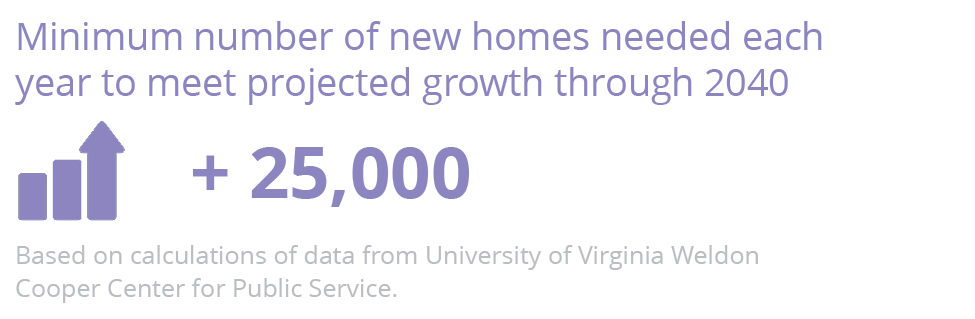 Minimum number of new homes needed each
year to meet projected growth through 2040
+ 25,000
Based on calculations of data from University of Virginia Weldon
Cooper Center for Public Service.